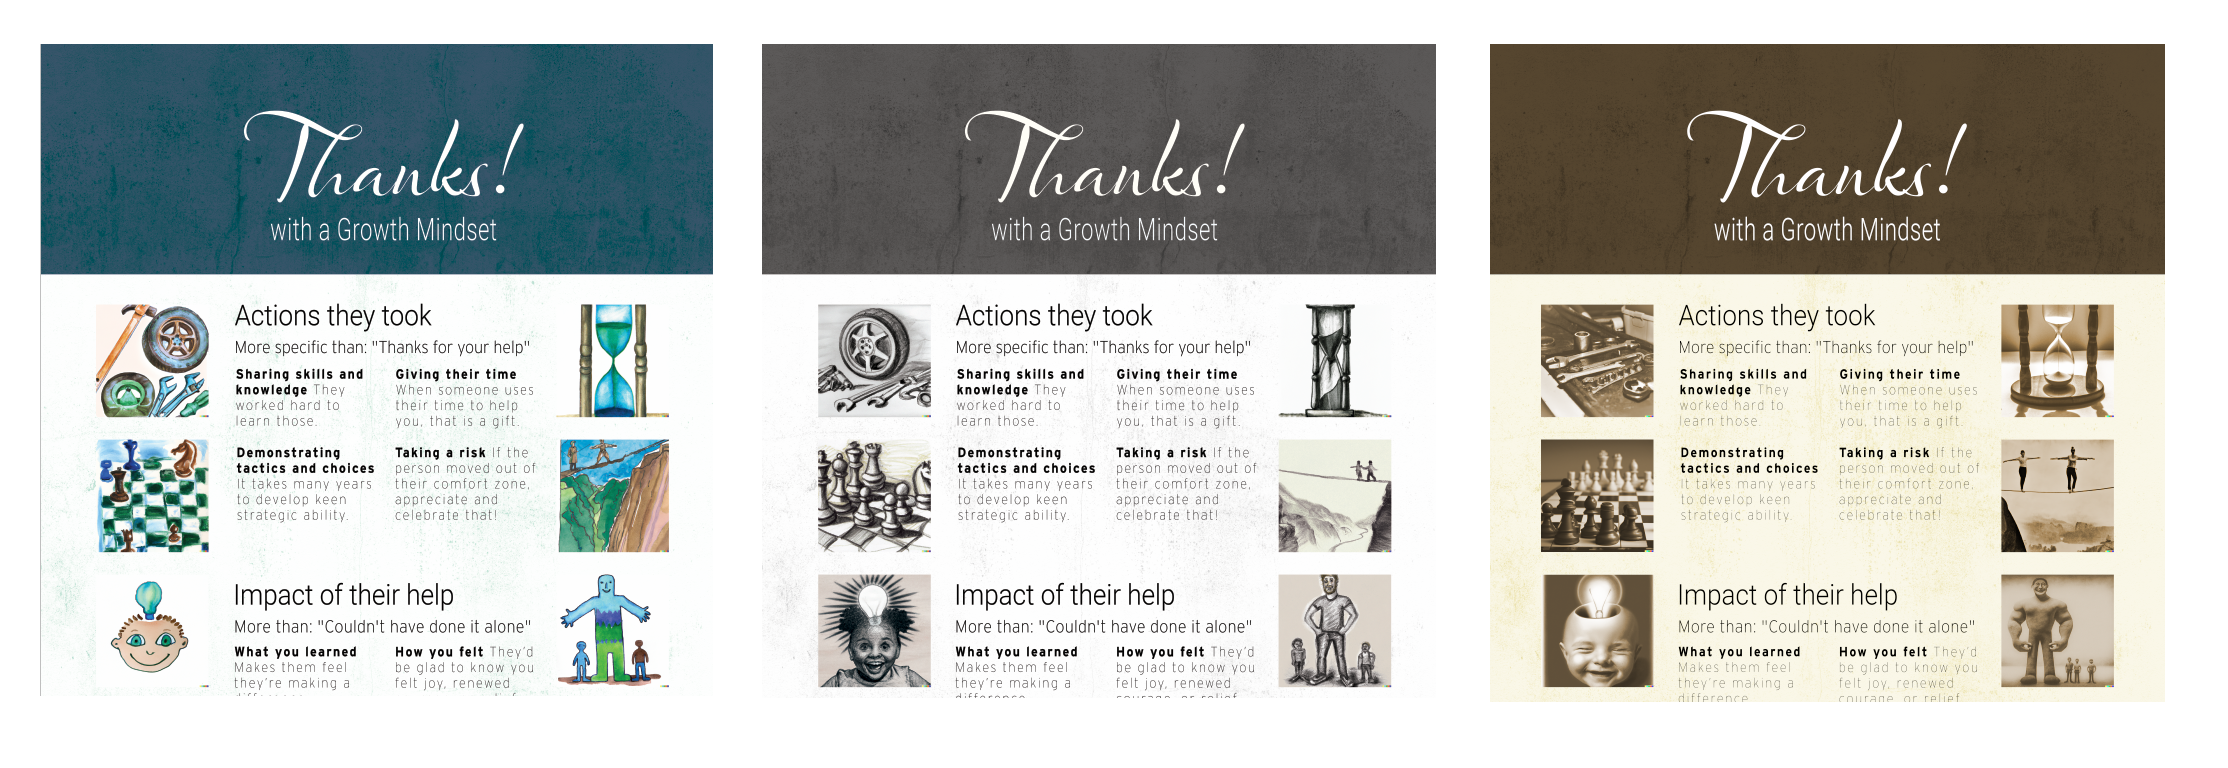 Thanks!
with a Growth Mindset
Actions they took
More specific than: "Thanks for your help"
Sharing skills and
knowledge They
worked hard to
learn those.
Giving their time
When someone uses
their time to help
you, that is a gift.
Demonstrating
tactics and choices
It takes many years
to develop keen
strategic ability.
Taking a risk If the
person moved out of
their comfort zone,
appreciate and
celebrate that!
Impact of their help
More than: "Couldn't have done it alone"
What you learned
Makes them feel
they're making a
How you felt They'd
be glad to know you
felt joy, renewed
Thanks!
with a Growth Mindset
Actions they took
More specific than: "Thanks for your help"
Sharing skills and
knowledge They
worked hard to
learn those.
Giving their time
When someone uses
their time to help
you, that is a gift.
Demonstrating
tactics and choices
It takes many years
to develop keen
strategic ability.
Taking a risk If the
person moved out of
their comfort zone,
appreciate and
celebrate that!
Impact of their help
More than: "Couldn't have done it alone"
What you learned
Makes them feel
they're making a
difference
How you felt They'd
be glad to know you
felt joy, renewed
courage, or relief
Thanks!
with a Growth Mindset
Actions they took
More specific than: "Thanks for your help"
Sharing skills and
knowledge They
worked hard to
learn those.
Giving their time
When someone uses
their time to help
you, that is a gift.
Demonstrating
tactics and choices
It takes many years
to develop keen
strategic ability.
Taking a risk If the
person moved out of
their comfort zone,
appreciate and
celebrate that!
Impact of their help
More than: "Couldn't have done it alone"
What you learned
Makes them feel
they're making a
difference
How you felt They'd
be glad to know you
felt joy, renewed
courage, or relief